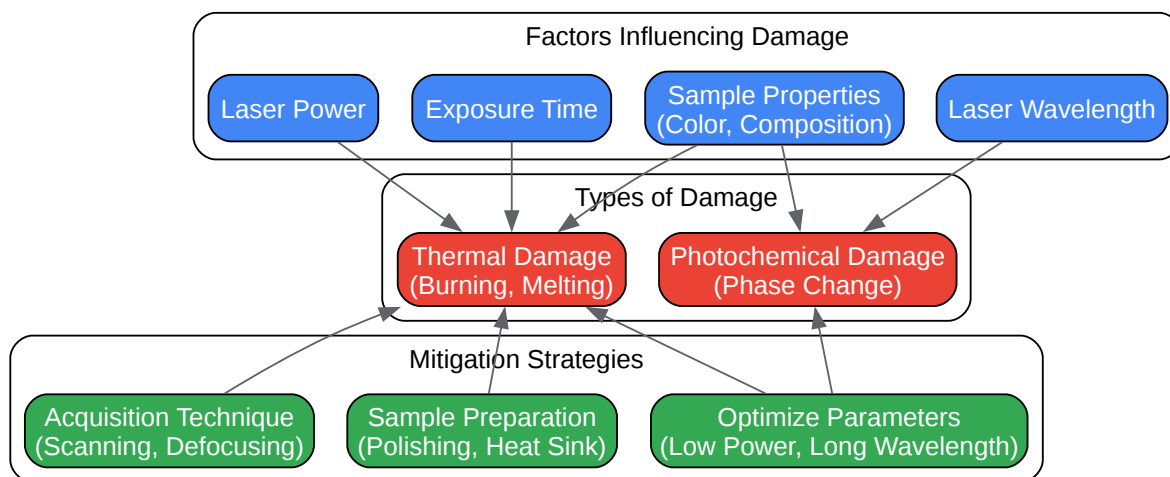 Factors Influencing Damage
Laser Power
Exposure Time
Sample Properties
(Color, Composition)
Laser Wavelength
Types of Damage
Thermal Damage
(Burning, Melting)
Photochemical Damage
(Phase Change)
Mitigation Strategies
Acquisition Technique
(Scanning, Defocusing)
Sample Preparation
(Polishing, Heat Sink)
Optimize Parameters
(Low Power, Long Wavelength)